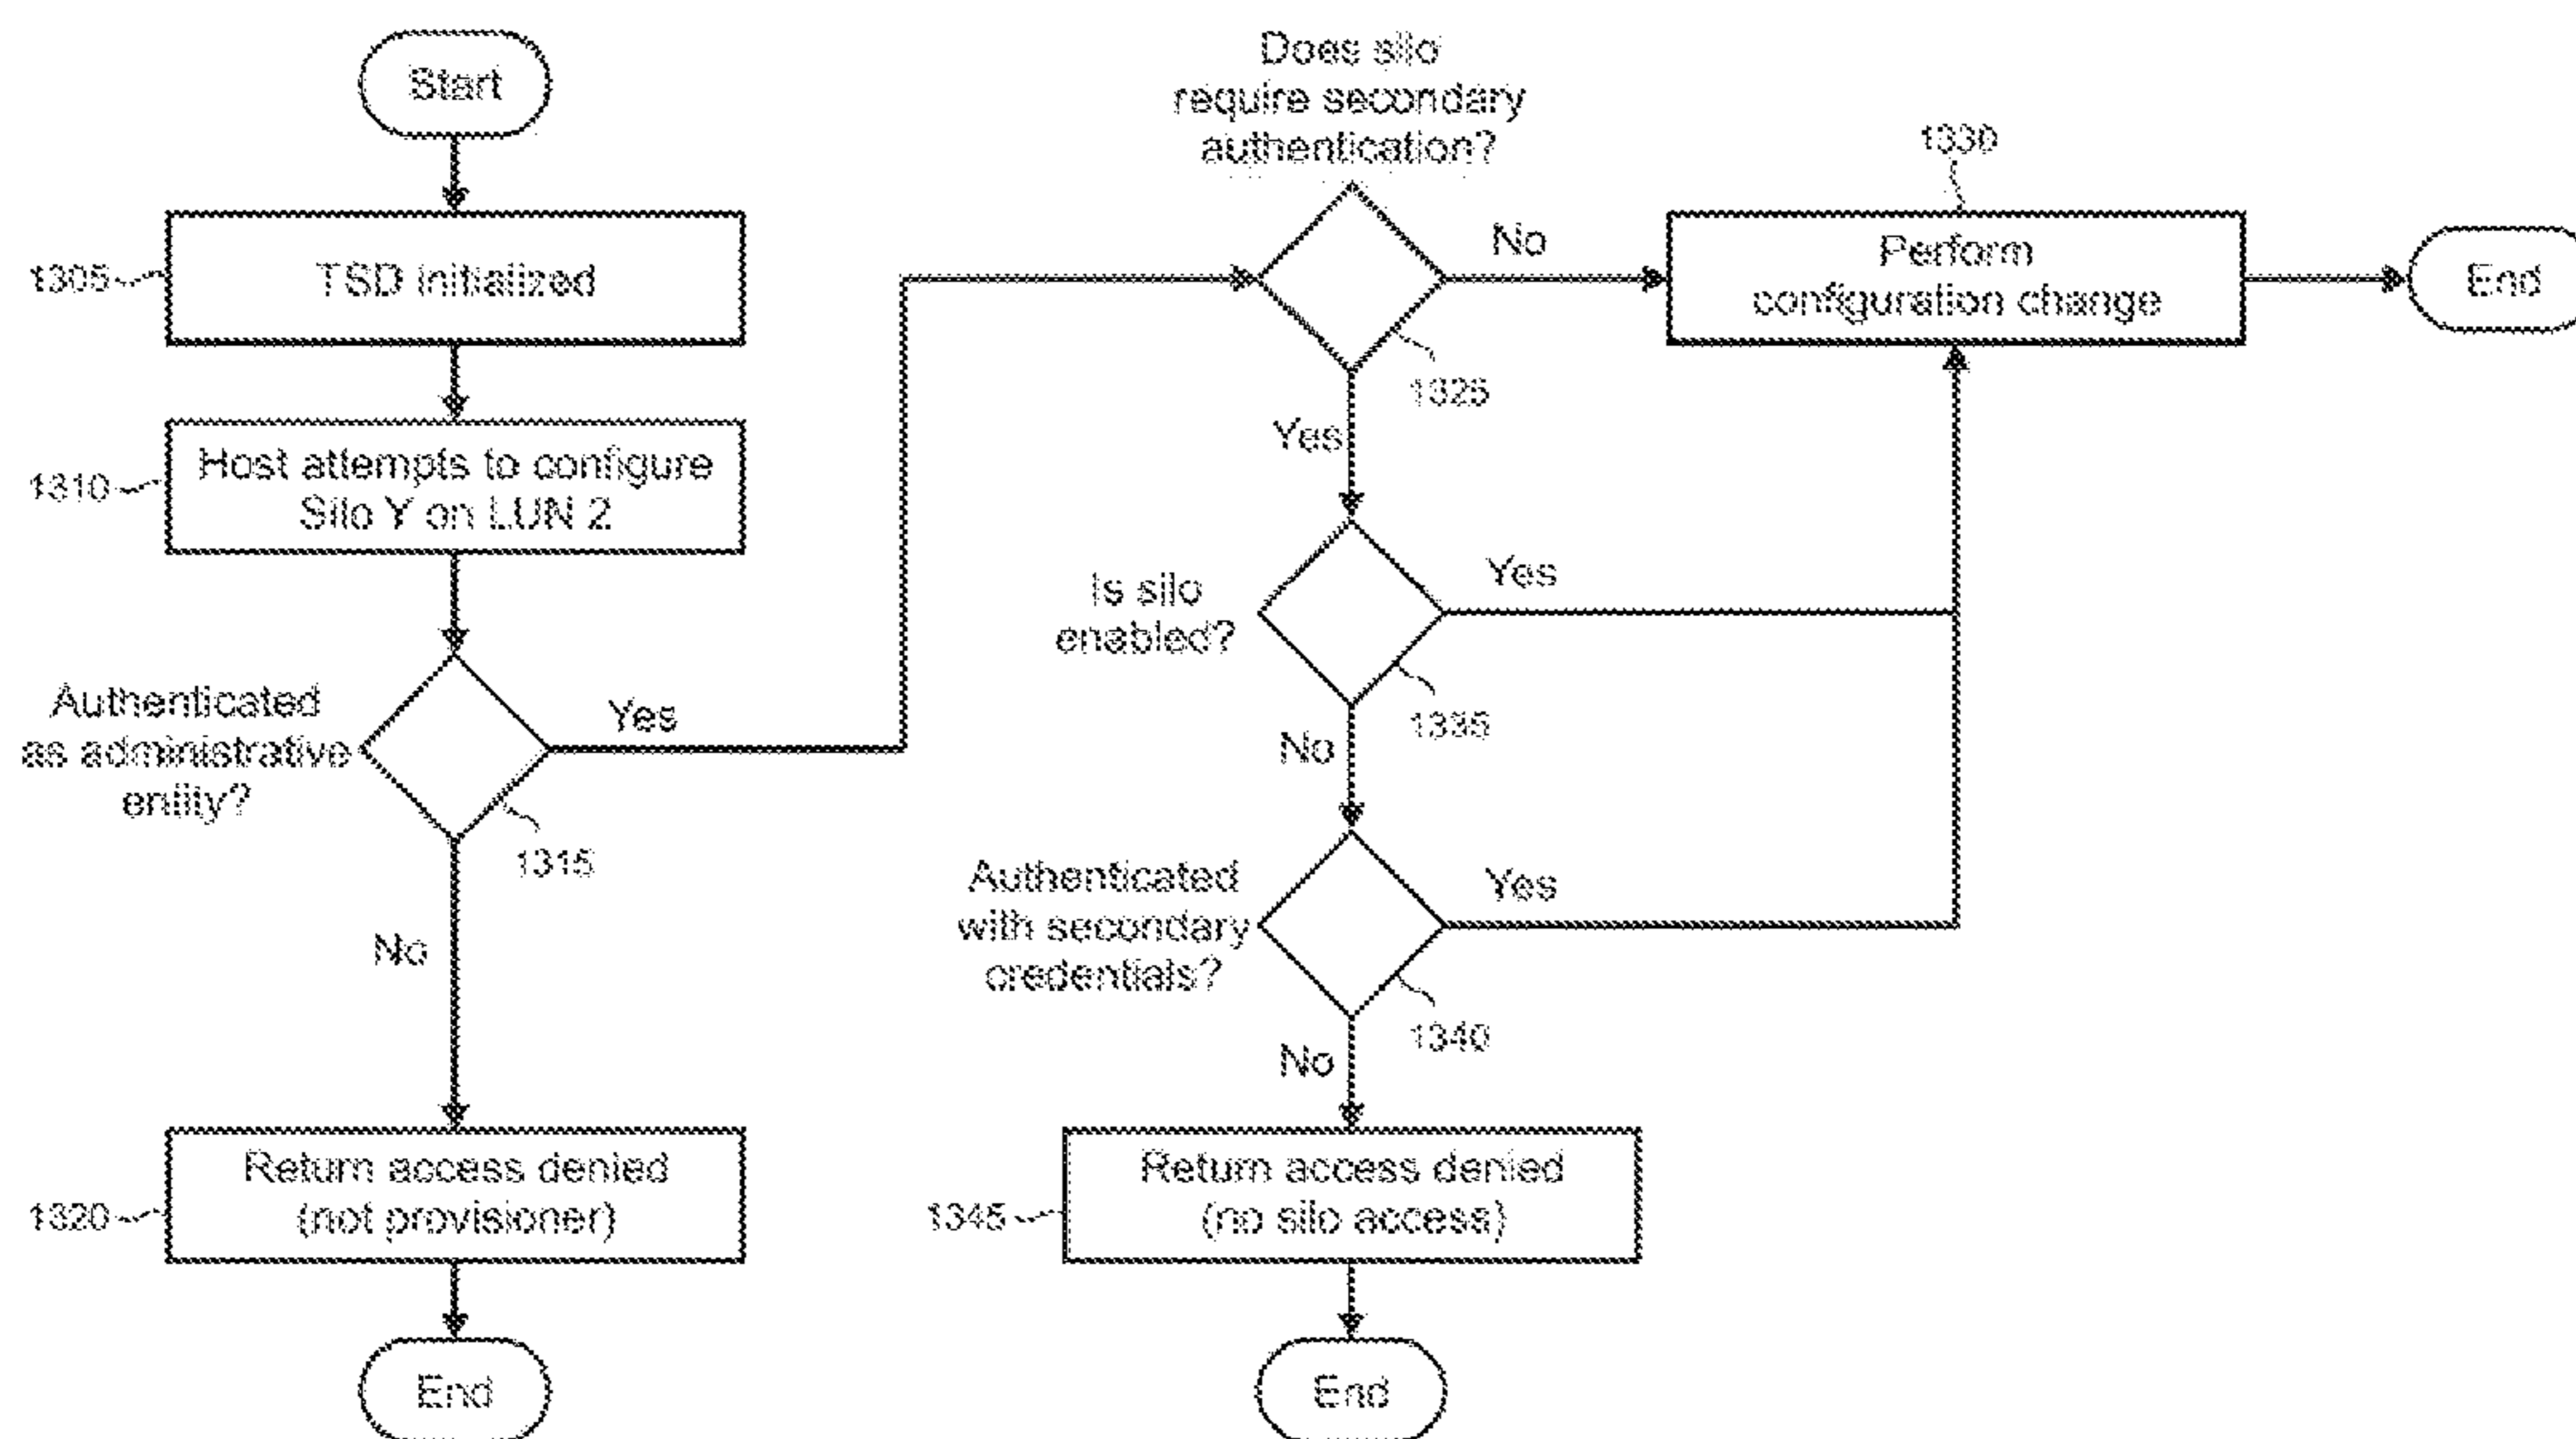 Start
1305
TSD initialized
1310
Host attempts to configure
Silo Y on LUN 2
Authenticated
as administrative
entity?
Yes
1315
No
1320
Return access denied
(not provisioner)
End
Does silo
require secondary
authentication?
No
1325
Yes
1330
Perform
configuration change
End
Is silo
enabled?
Yes
1335
No
Authenticated
with secondary
credentials?
Yes
1340
No
1345
Return access denied
(no silo access)
End